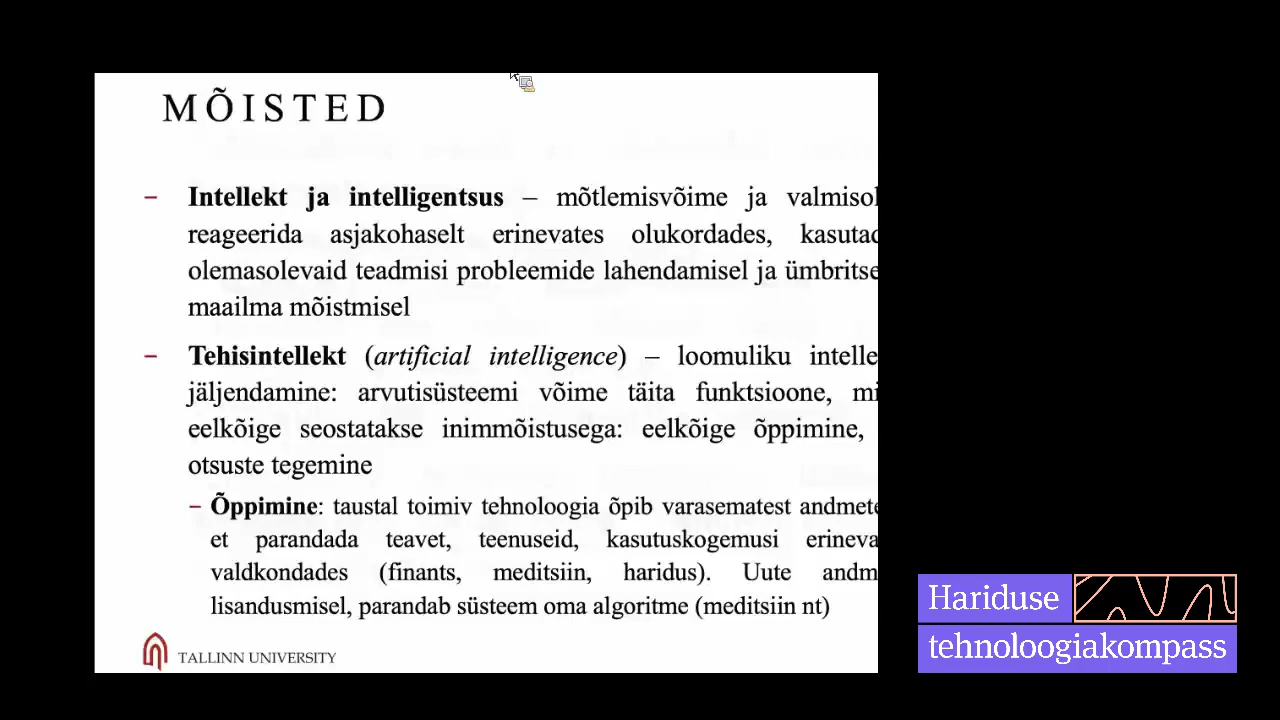 MÕISTED
– Intellekt ja intelligentsus – mõtlemisvõime ja valmisol
reageerida asjakohaselt erinevates olukordades, kasutad
olemasolevaid teadmisi probleemide lahendamisel ja ümbritse
maailma mõistmisel
– Tehisintellekt (artificial intelligence) – loomuliku intelle
jäljendamine: arvutisüsteemi võime täita funktsioone, mi
eelkõige seostatakse inimmõistusega: eelkõige õppimine,
otsuste tegemine
– Õppimine: taustal toimiv tehnoloogia õpib varasematest andmete
et parandada teavet, teenuseid, kasutuskogemusi erineva
valdkondades (finants, meditsiin, haridus). Uute andm
lisandusmisel, parandab süsteem oma algoritme (meditsiin nt)
TALLINN UNIVERSITY
Hariduse
tehnoloogiakompass